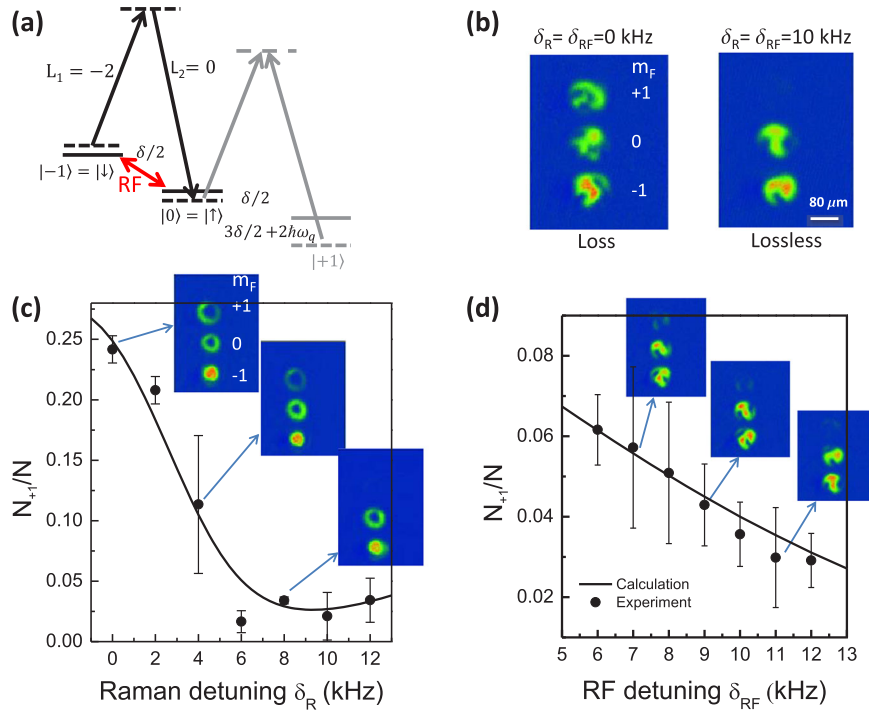 (a)
L₁ = −2
L₂= 0
δ/2
|−1⟩ = |↓⟩
RF
δ/2
|0⟩ = |↑⟩
3δ/2+2ℏω_q
|+1⟩
(b)
δ_R= δ_RF=0 kHz
δ_R= δ_RF=10 kHz
m_F
+1
0
-1
80 μm
Loss
Lossless
(c)
m_F
+1
0
-1
0.25
0.20
0.15
0.10
0.05
0.00
N₊₁/N
0 2 4 6 8 10 12
Raman detuning δ_R (kHz)
(d)
0.08
0.06
0.04
0.02
N₊₁/N
Calculation
Experiment
5 6 7 8 9 10 11 12 13
RF detuning δ_RF (kHz)